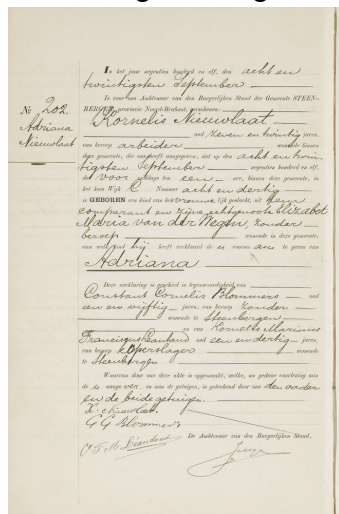 No 202.
Adriana
Nieuwlaat
In het jaar negentien honderd en elf, den acht en
twintigsten September
is voor ons Ambtenaar van den Burgerlijken Stand der Gemeente STEEN-
BERGEN, provincie Noord-Brabant, verschenen:
Kornelis Nieuwlaat
oud zeven en twintig jaren,
van beroep arbeider wonende binnen
deze gemeente, die ons heeft aangegeven, dat op den acht en twin-
tigsten September negentien honderd en elf,
des voor middags ten een ure, binnen deze gemeente, in
het huis Wijk C Nummer acht en dertig
is GEBOREN een kind van het vrouwelijk geslacht, uit hem
comparant en zijne echtgenoote Elizabet
Maria van der Wegen, zonder
beroep wonende in deze gemeente,
aan welk kind hij heeft verklaard de namen te geven van
Adriana
Deze verklaring is geschied in tegenwoordigheid van
Constant Cornelis Blommers oud
een en vijftig jaren, van beroep zonder
wonende te Steenbergen
en van Kornelis Marinus
Franciscus oud een en dertig jaren,
van beroep koperslager wonende
te Steenbergen
Waarvan door ons deze akte is opgemaakt, welke, na gedane voorlezing aan
de en aan de getuigen, is geteekend door ons, den vader
en de beide getuigen.
K. Nieuwlaat
Blommers
De Ambtenaar van den Burgerlijken Stand,